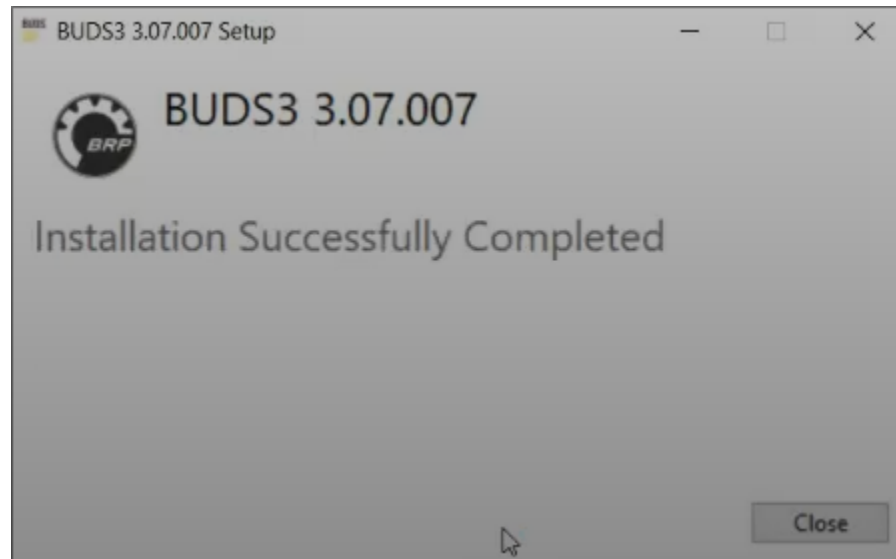 BUDS3 3.07.007 Setup
BRP
BUDS3 3.07.007
Installation Successfully Completed
Close